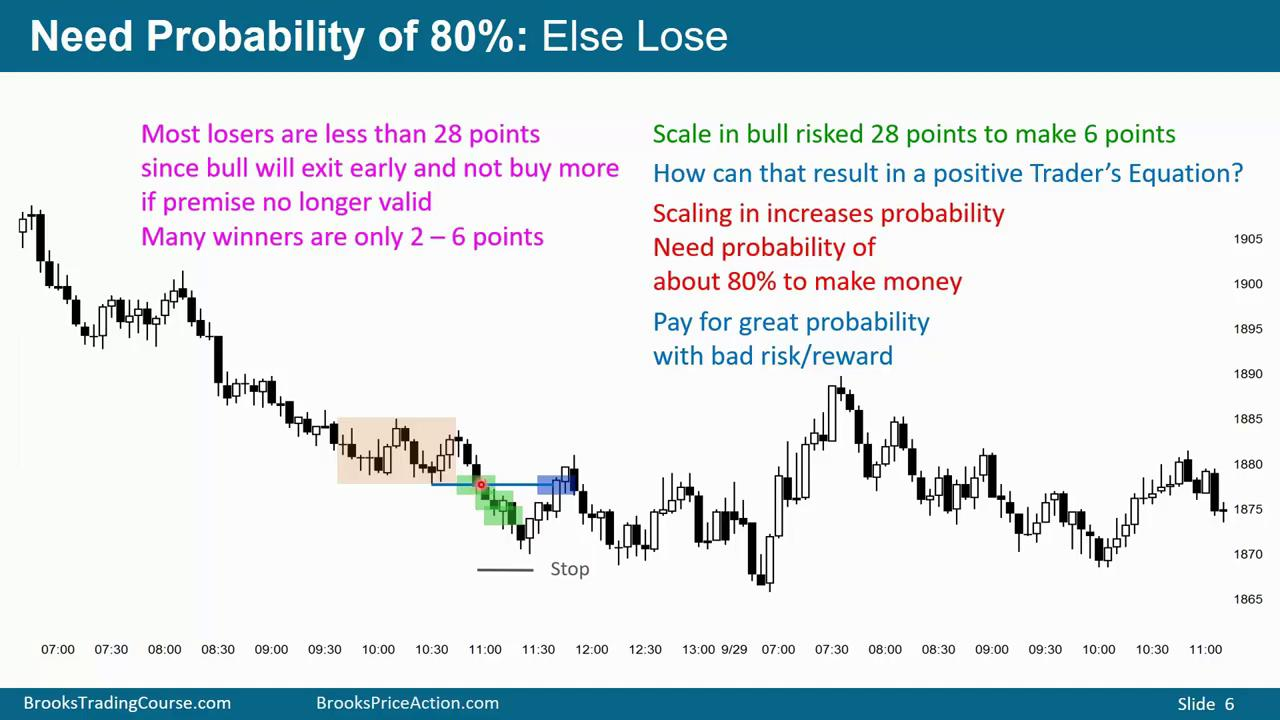 Need Probability of 80%: Else Lose
Most losers are less than 28 points
since bull will exit early and not buy more
if premise no longer valid
Many winners are only 2 – 6 points
Scale in bull risked 28 points to make 6 points
How can that result in a positive Trader's Equation?
Scaling in increases probability
Need probability of
about 80% to make money
Pay for great probability
with bad risk/reward
1905
1900
1895
1890
1885
1880
1875
1870
1865
Stop
07:00 07:30 08:00 08:30 09:00 09:30 10:00 10:30 11:00 11:30 12:00 12:30 13:00 9/29 07:00 07:30 08:00 08:30 09:00 09:30 10:00 10:30 11:00
BrooksTradingCourse.com BrooksPriceAction.com Slide 6